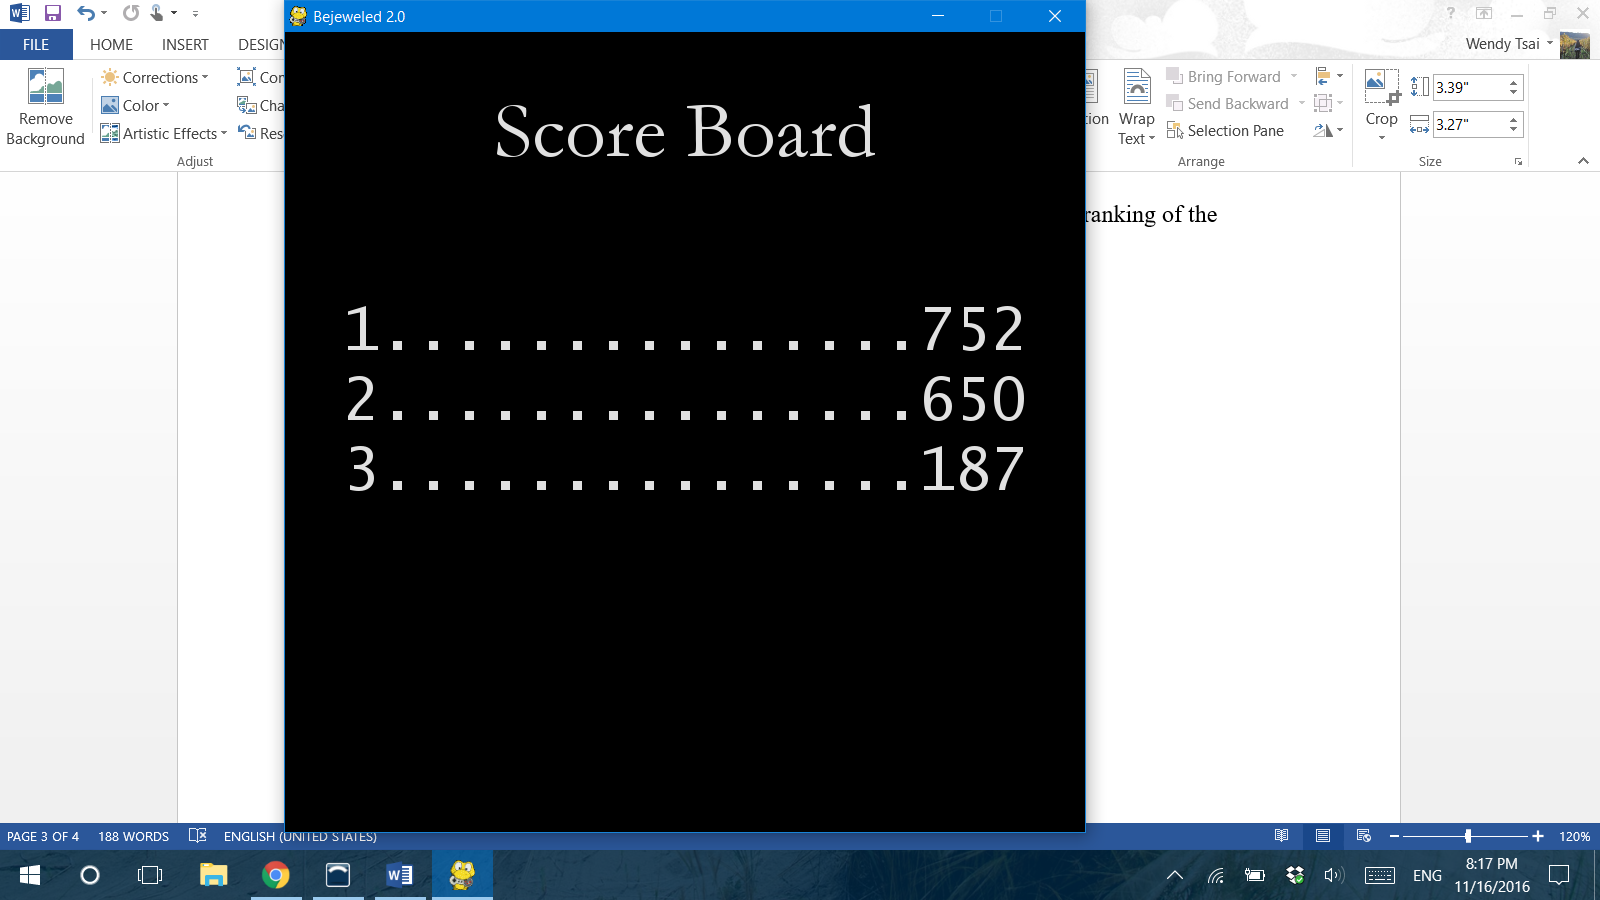 Bejeweled 2.0
FILE HOME INSERT DESIGN
Wendy Tsai
Remove Background
Corrections
Color
Artistic Effects
Adjust
Wrap Text
Bring Forward
Send Backward
Selection Pane
Arrange
Crop
3.39"
3.27"
Size
Score Board
ranking of the
1...............752
2...............650
3...............187
PAGE 3 OF 4 188 WORDS ENGLISH (UNITED STATES) 120%
ENG
8:17 PM
11/16/2016